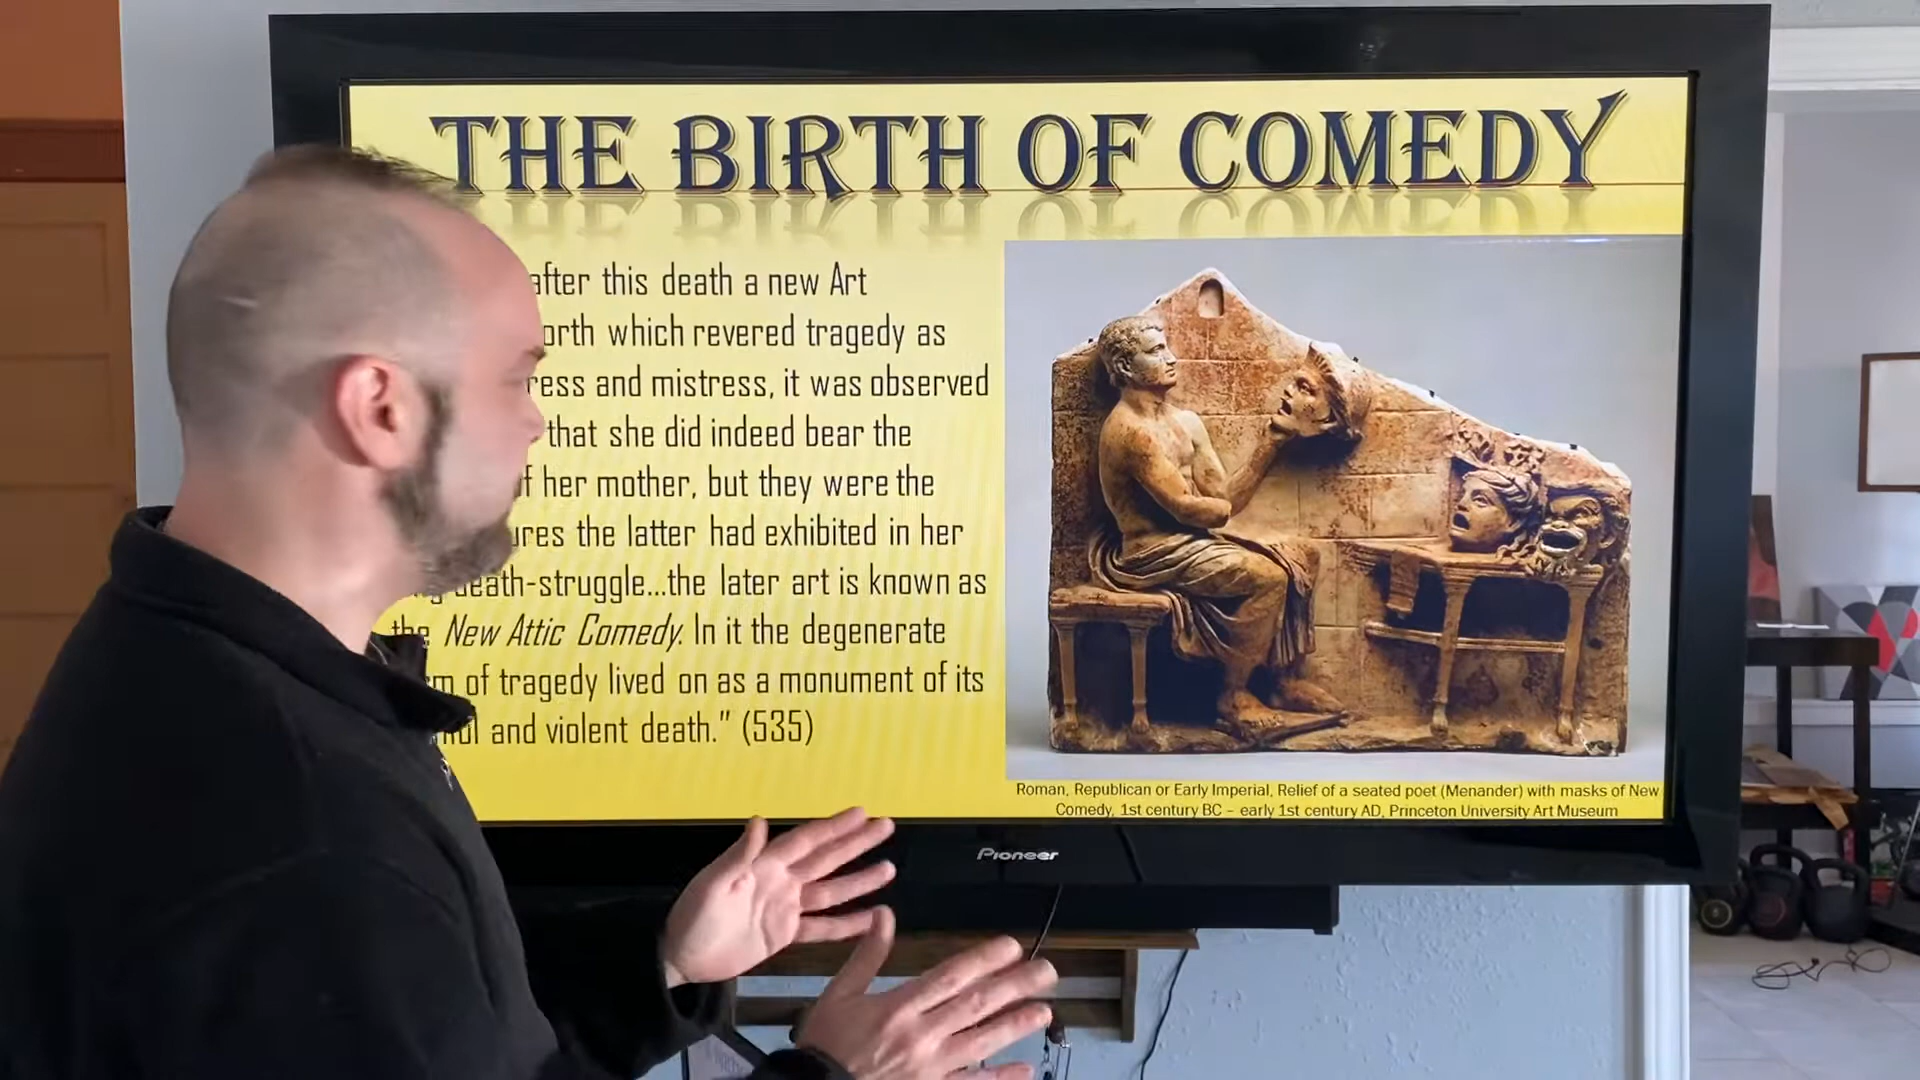 THE BIRTH OF COMEDY
after this death a new Art
which revered tragedy as
and mistress, it was observed
that she did indeed bear the
her mother, but they were the
the latter had exhibited in her
death-struggle...the later art is known as
the New Attic Comedy. In it the degenerate
of tragedy lived on as a monument of its
and violent death." (535)
Roman, Republican or Early Imperial, Relief of a seated poet (Menander) with masks of New
Comedy, 1st century BC – early 1st century AD, Princeton University Art Museum
Pioneer